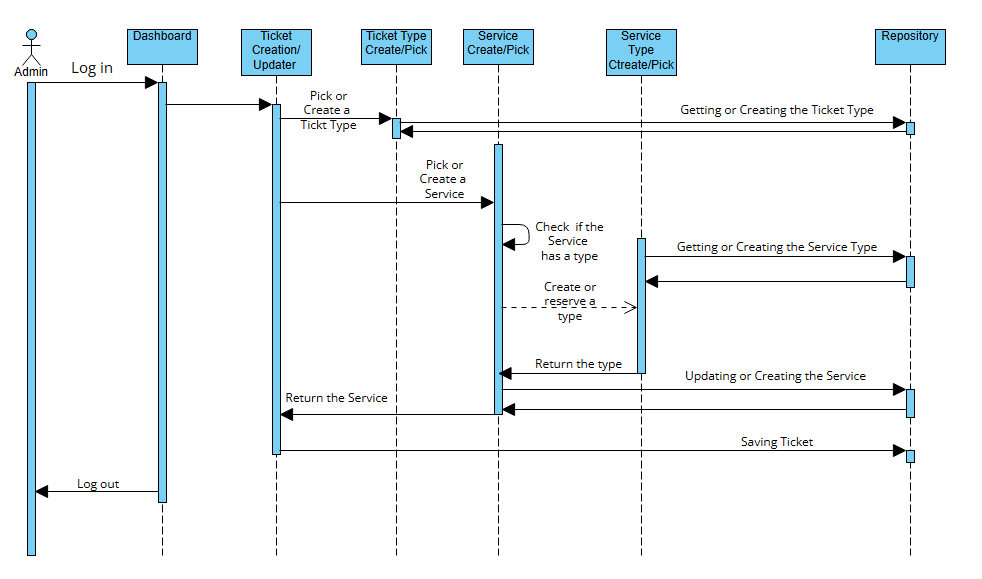 Admin
Log in
Dashboard
Ticket
Creation/
Updater
Ticket Type
Create/Pick
Service
Create/Pick
Service
Type
Ctreate/Pick
Repository
Pick or
Create a
Tickt Type
Getting or Creating the Ticket Type
Pick or
Create a
Service
Check if the
Service
has a type
Getting or Creating the Service Type
Create or
reserve a
type
Return the type
Updating or Creating the Service
Return the Service
Saving Ticket
Log out